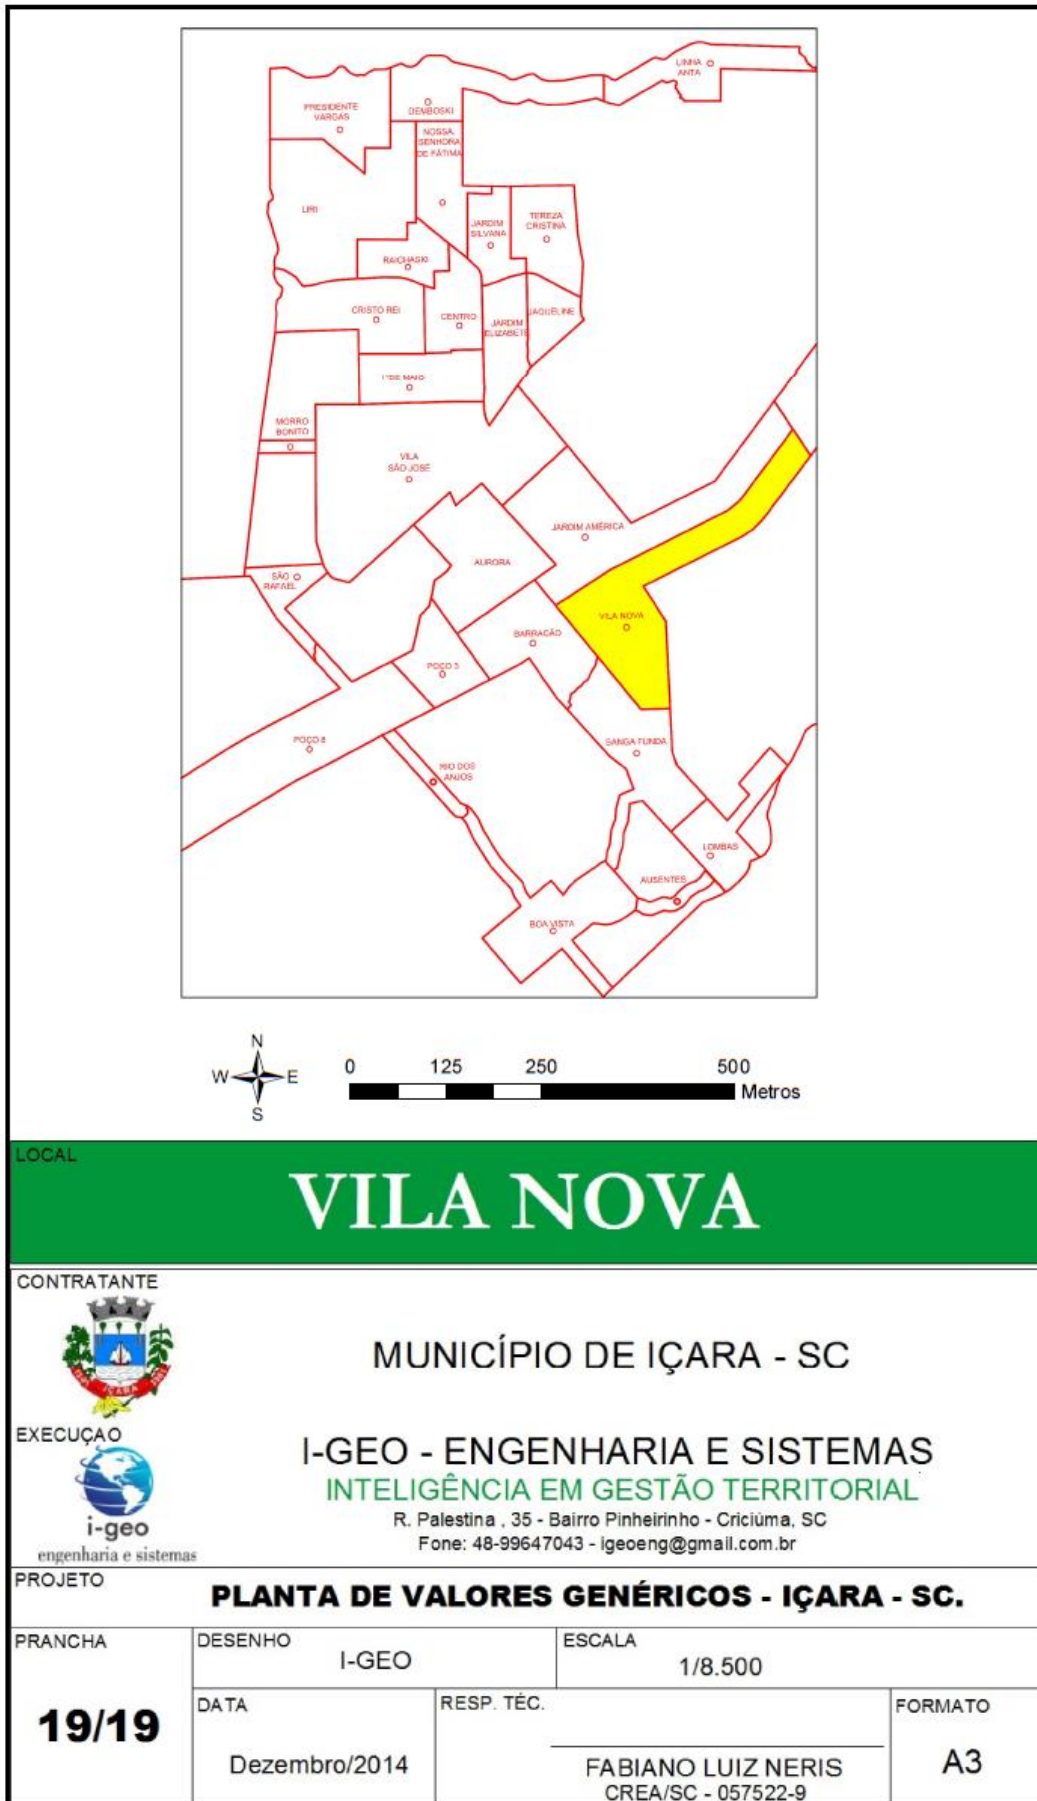 LINHA
ANTA
PRESIDENTE
VARGAS
DEMBOSKI
NOSSA
SENHORA
DE FÁTIMA
LIRI
JARDIM
SILVANA
TEREZA
CRISTINA
RAICHASKI
CRISTO REI
CENTRO
JARDIM
ELIZABETE
JAQUELINE
1º DE MAIO
MORRO
BONITO
VILA
SÃO JOSÉ
JARDIM AMÉRICA
AURORA
SÃO
RAFAEL
VILA NOVA
BARRACÃO
POÇO 3
POÇO 8
SANGA FUNDA
RIO DOS
ANJOS
LOMBAS
AUSENTES
BOA VISTA
N
W E
S
0 125 250 500
Metros
LOCAL
VILA NOVA
CONTRATANTE
IÇARA
MUNICÍPIO DE IÇARA - SC
EXECUÇAO
i-geo
engenharia e sistemas
I-GEO - ENGENHARIA E SISTEMAS
INTELIGÊNCIA EM GESTÃO TERRITORIAL
R. Palestina , 35 - Bairro Pinheirinho - Criciúma, SC
Fone: 48-99647043 - igeoeng@gmail.com.br
PROJETO
PLANTA DE VALORES GENÉRICOS - IÇARA - SC.
PRANCHA
19/19
DESENHO
I-GEO
ESCALA
1/8.500
DATA
Dezembro/2014
RESP. TÉC.
FABIANO LUIZ NERIS
CREA/SC - 057522-9
FORMATO
A3